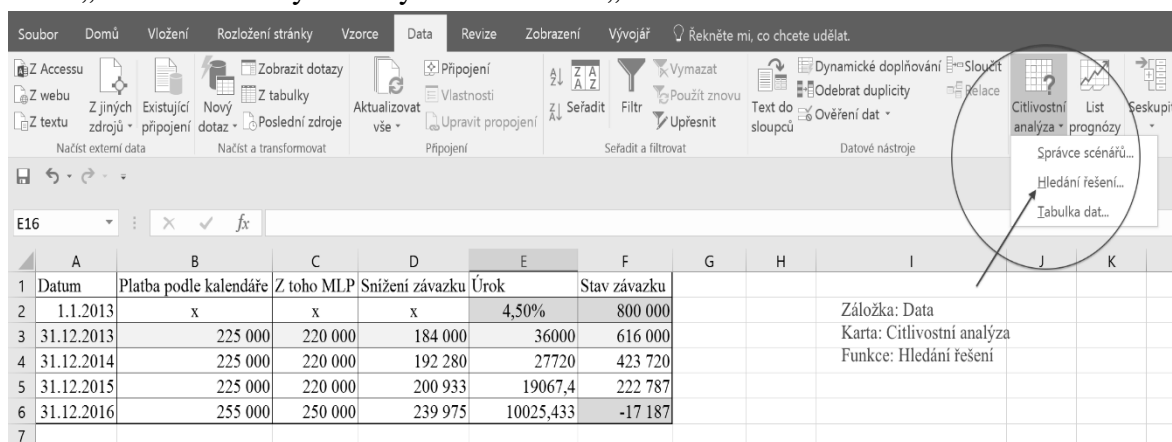 Soubor Domů Vložení Rozložení stránky Vzorce Data Revize Zobrazení Vývojář Řekněte mi, co chcete udělat.
Z Accessu Zobrazit dotazy Připojení Vymazat Dynamické doplňování Sloučit
Z webu Z tabulky Vlastnosti Použít znovu Odebrat duplicity Relace
Z textu Z jiných zdrojů Existující připojení Nový dotaz Poslední zdroje Aktualizovat vše Upravit propojení Seřadit Filtr Upřesnit Text do sloupců Ověření dat Citlivostní analýza List prognózy Seskupit
Načíst externí data Načíst a transformovat Připojení Seřadit a filtrovat Datové nástroje
Správce scénářů...
Hledání řešení...
Tabulka dat...
E16 fx
A B C D E F G H I J K
1 Datum Platba podle kalendáře Z toho MLP Snížení závazku Úrok Stav závazku
2 1.1.2013 x x x 4,50% 800 000
3 31.12.2013 225 000 220 000 184 000 36000 616 000
4 31.12.2014 225 000 220 000 192 280 27720 423 720
5 31.12.2015 225 000 220 000 200 933 19067,4 222 787
6 31.12.2016 255 000 250 000 239 975 10025,433 -17 187
7
Záložka: Data
Karta: Citlivostní analýza
Funkce: Hledání řešení